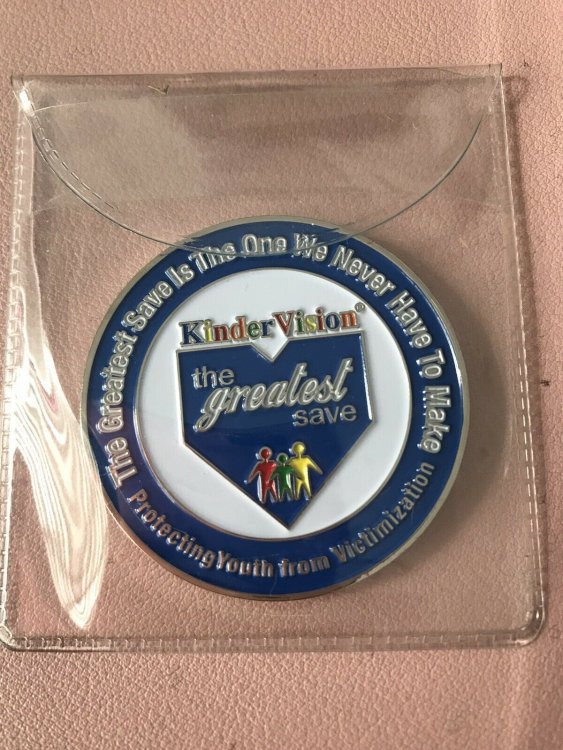 The Greatest Save Is The One We Never Have To Make
KinderVision®
the
greatest
save
Protecting Youth from Victimization